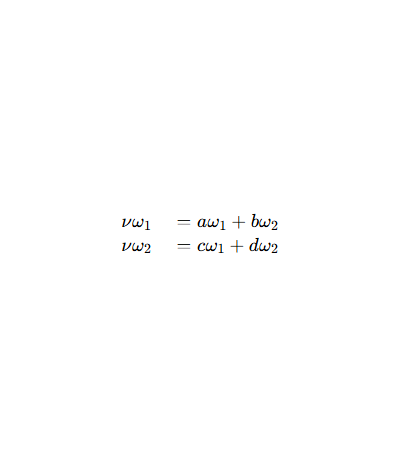 νω₁ = aω₁ + bω₂
νω₂ = cω₁ + dω₂